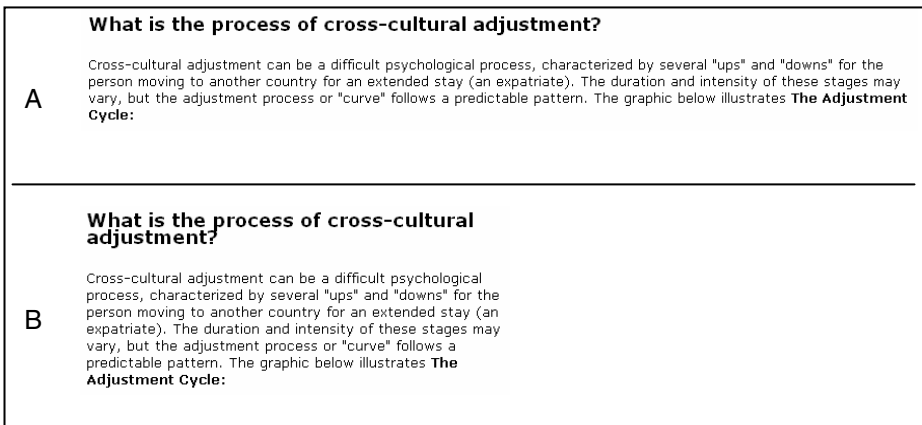 What is the process of cross-cultural adjustment?
Cross-cultural adjustment can be a difficult psychological process, characterized by several "ups" and "downs" for the
person moving to another country for an extended stay (an expatriate). The duration and intensity of these stages may
A
vary, but the adjustment process or "curve" follows a predictable pattern. The graphic below illustrates The Adjustment
Cycle:
What is the process of cross-cultural
adjustment?
Cross-cultural adjustment can be a difficult psychological
process, characterized by several "ups" and "downs" for the
person moving to another country for an extended stay (an
B
expatriate). The duration and intensity of these stages may
vary, but the adjustment process or "curve" follows a
predictable pattern. The graphic below illustrates The
Adjustment Cycle: